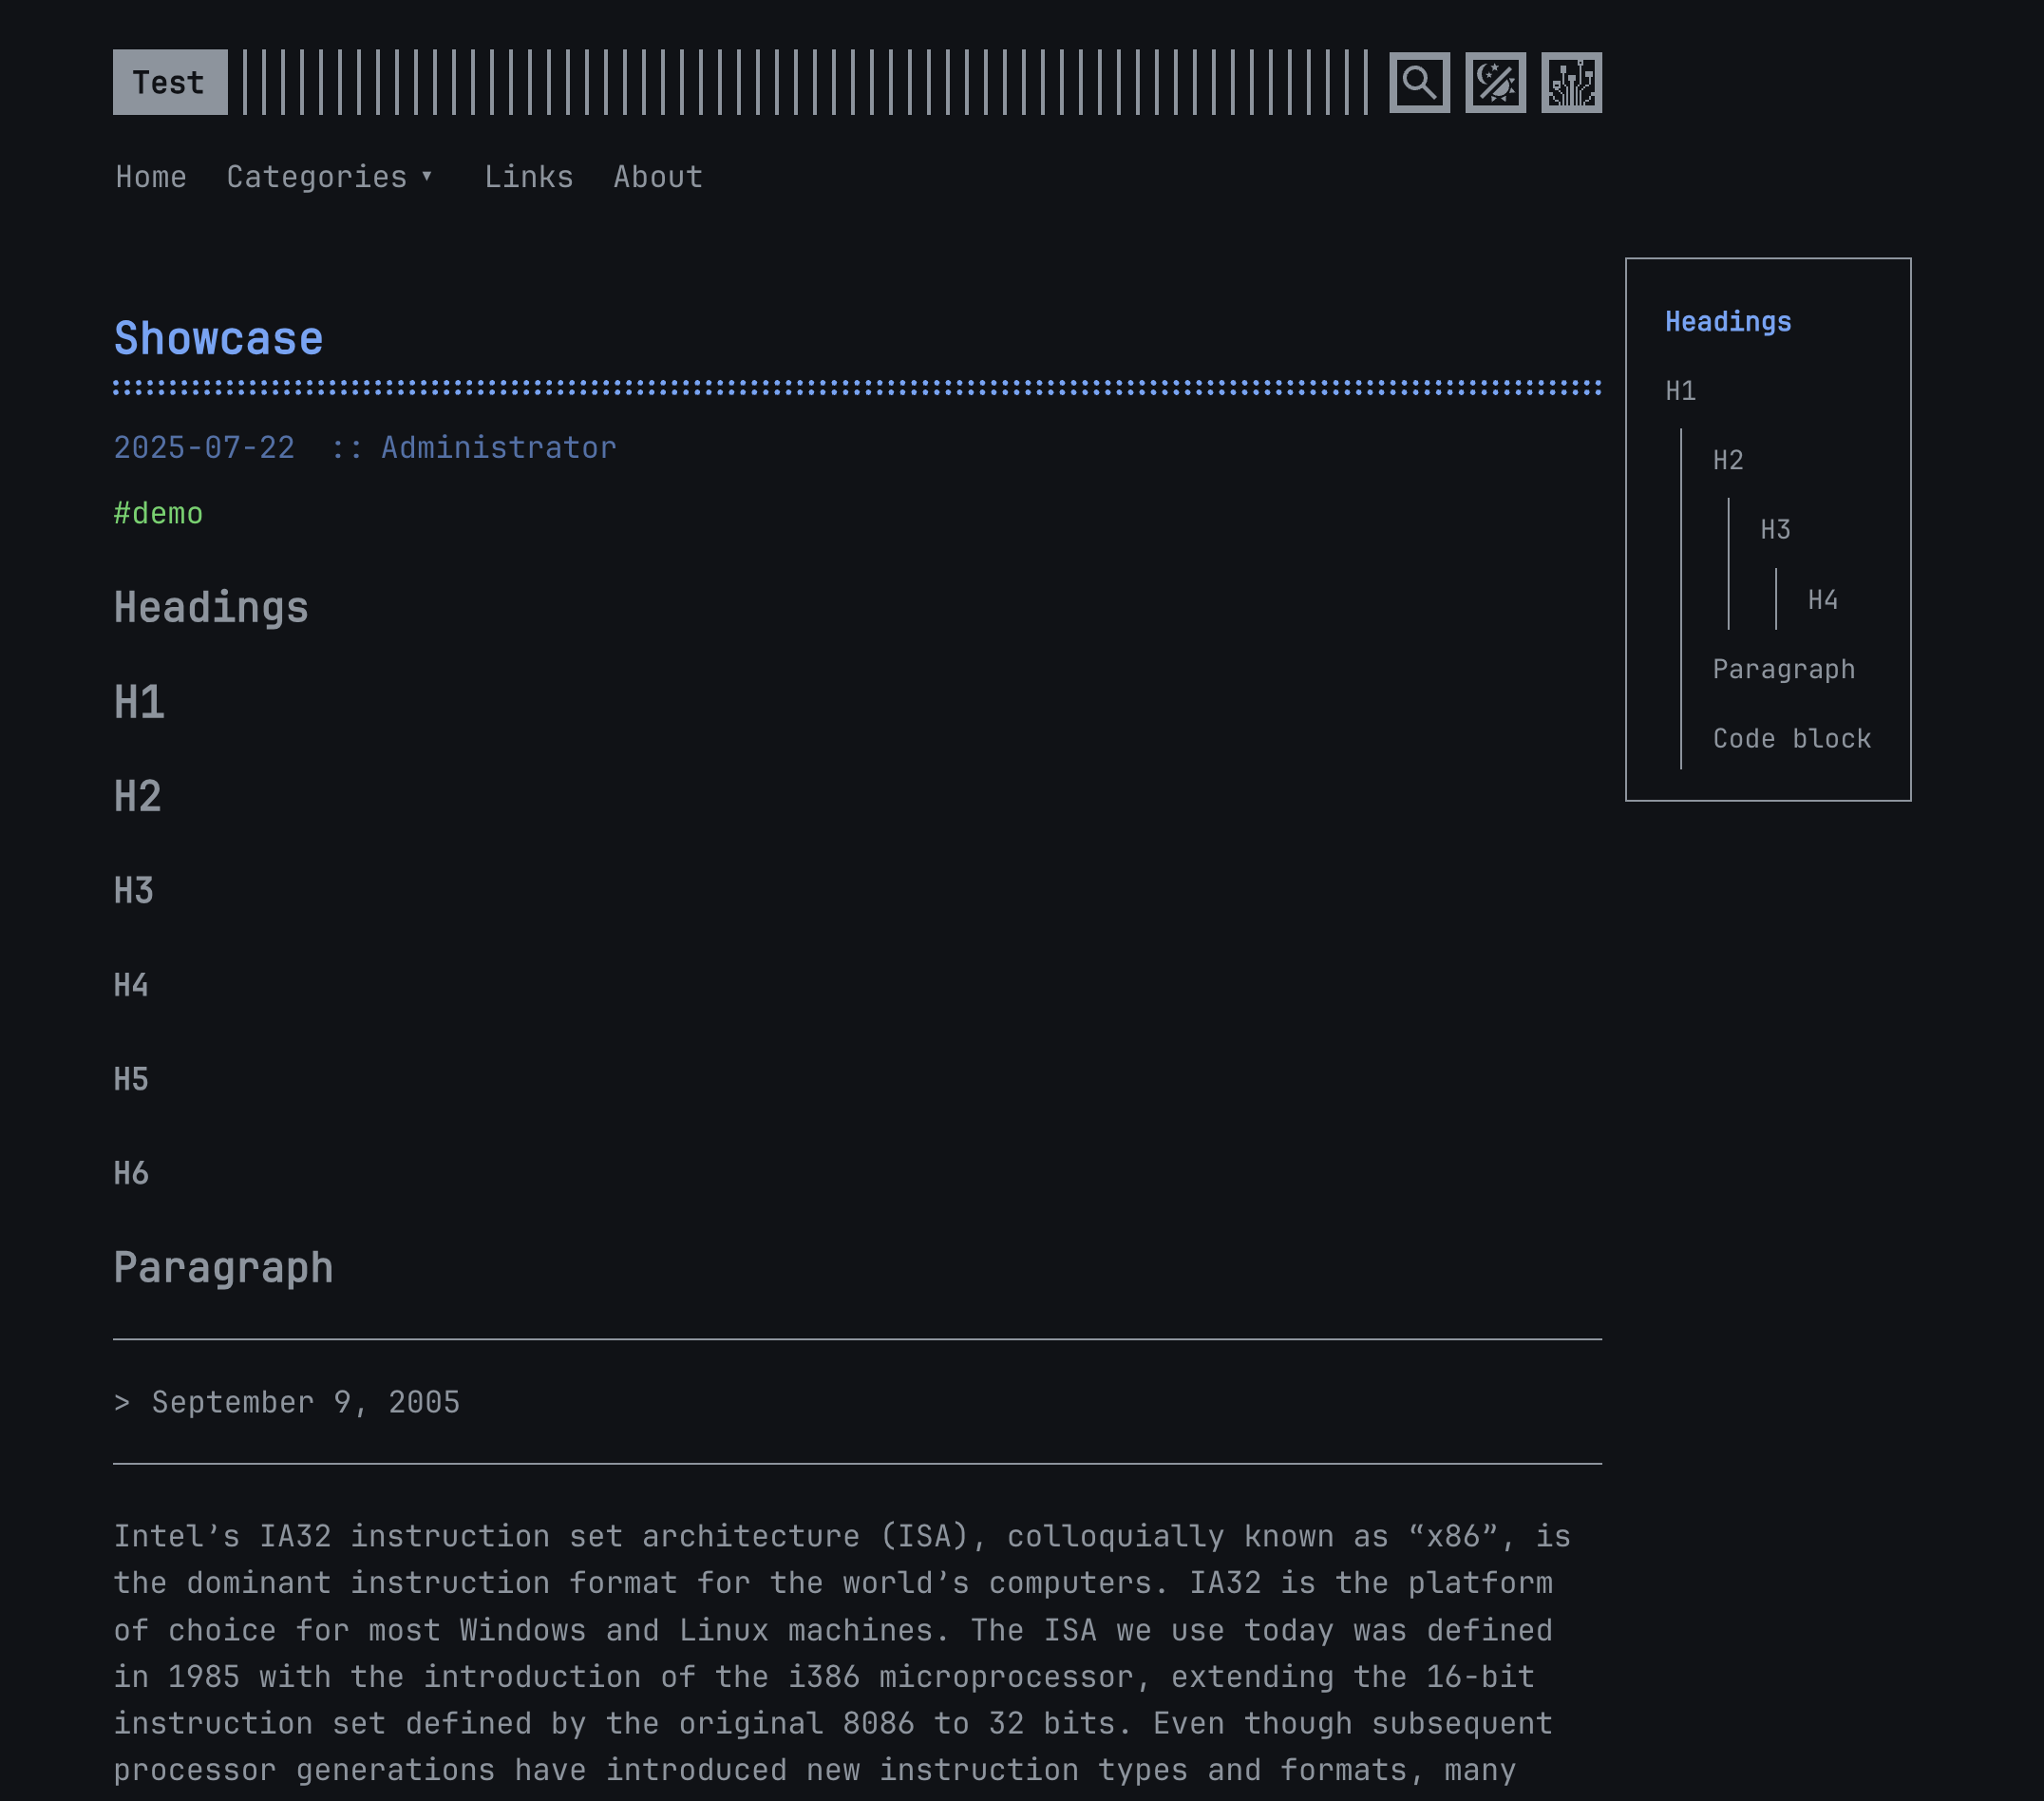 Test
Home Categories ▾ Links About
Showcase
2025-07-22 :: Administrator
#demo
Headings
H1
H2
H3
H4
H5
H6
Paragraph
> September 9, 2005
Intel’s IA32 instruction set architecture (ISA), colloquially known as “x86”, is
the dominant instruction format for the world’s computers. IA32 is the platform
of choice for most Windows and Linux machines. The ISA we use today was defined
in 1985 with the introduction of the i386 microprocessor, extending the 16-bit
instruction set defined by the original 8086 to 32 bits. Even though subsequent
processor generations have introduced new instruction types and formats, many
Headings
H1
H2
H3
H4
Paragraph
Code block